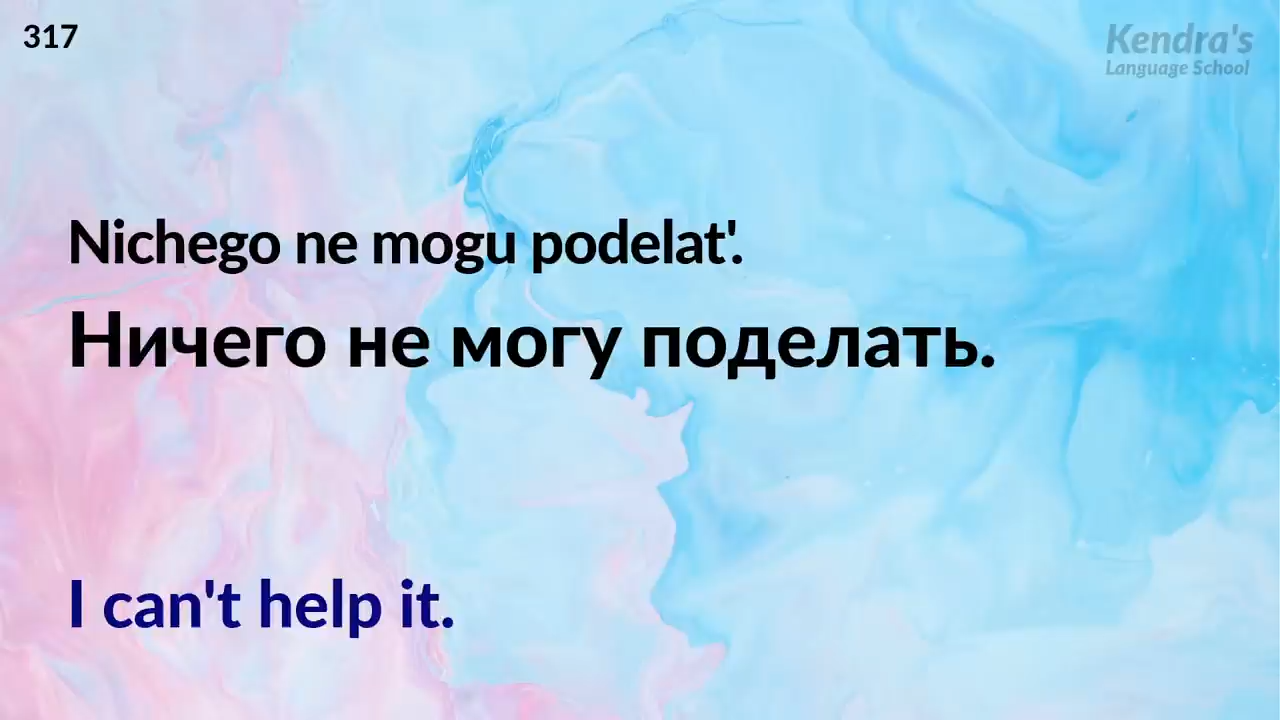 317
Kendra's
Language School
Nichego ne mogu podelat'.
Ничего не могу поделать.
I can't help it.